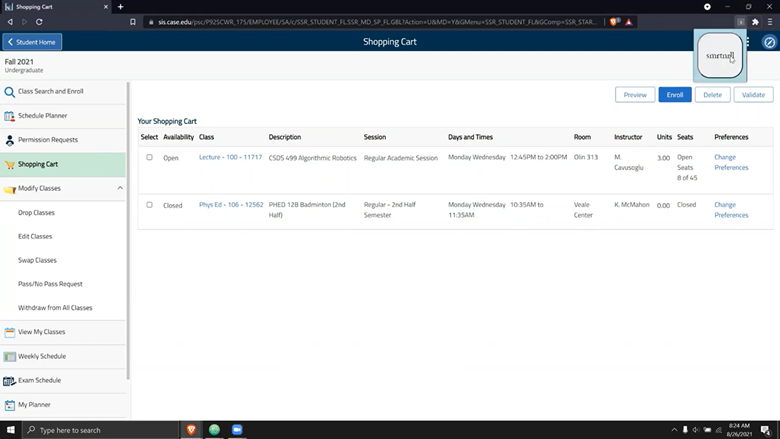 Shopping Cart
sis.case.edu/psc/P92SCWR_175/EMPLOYEE/SA/c/SSR_STUDENT_FL.SSR_MD_SP_FL.GBL?Action=U&MD=Y&GMenu=SSR_STUDENT_FL&GComp=SSR_STAR...
Student Home
Shopping Cart
smrtnrll
Fall 2021
Undergraduate
Class Search and Enroll
Schedule Planner
Permission Requests
Shopping Cart
Modify Classes
Drop Classes
Edit Classes
Swap Classes
Pass/No Pass Request
Withdraw from All Classes
View My Classes
Weekly Schedule
Exam Schedule
My Planner
Preview Enroll Delete Validate
Your Shopping Cart
Select Availability Class Description Session Days and Times Room Instructor Units Seats Preferences
Open Lecture - 100 - 11717 CSDS 499 Algorithmic Robotics Regular Academic Session Monday Wednesday 12:45PM to 2:00PM Olin 313 M. Cavusoglu 3.00 Open Seats 8 of 45 Change Preferences
Closed Phys Ed - 106 - 12562 PHED 12B Badminton (2nd Half) Regular - 2nd Half Semester Monday Wednesday 10:35AM to 11:35AM Veale Center K. McMahon 0.00 Closed Change Preferences
Type here to search
8:24 AM
8/26/2021